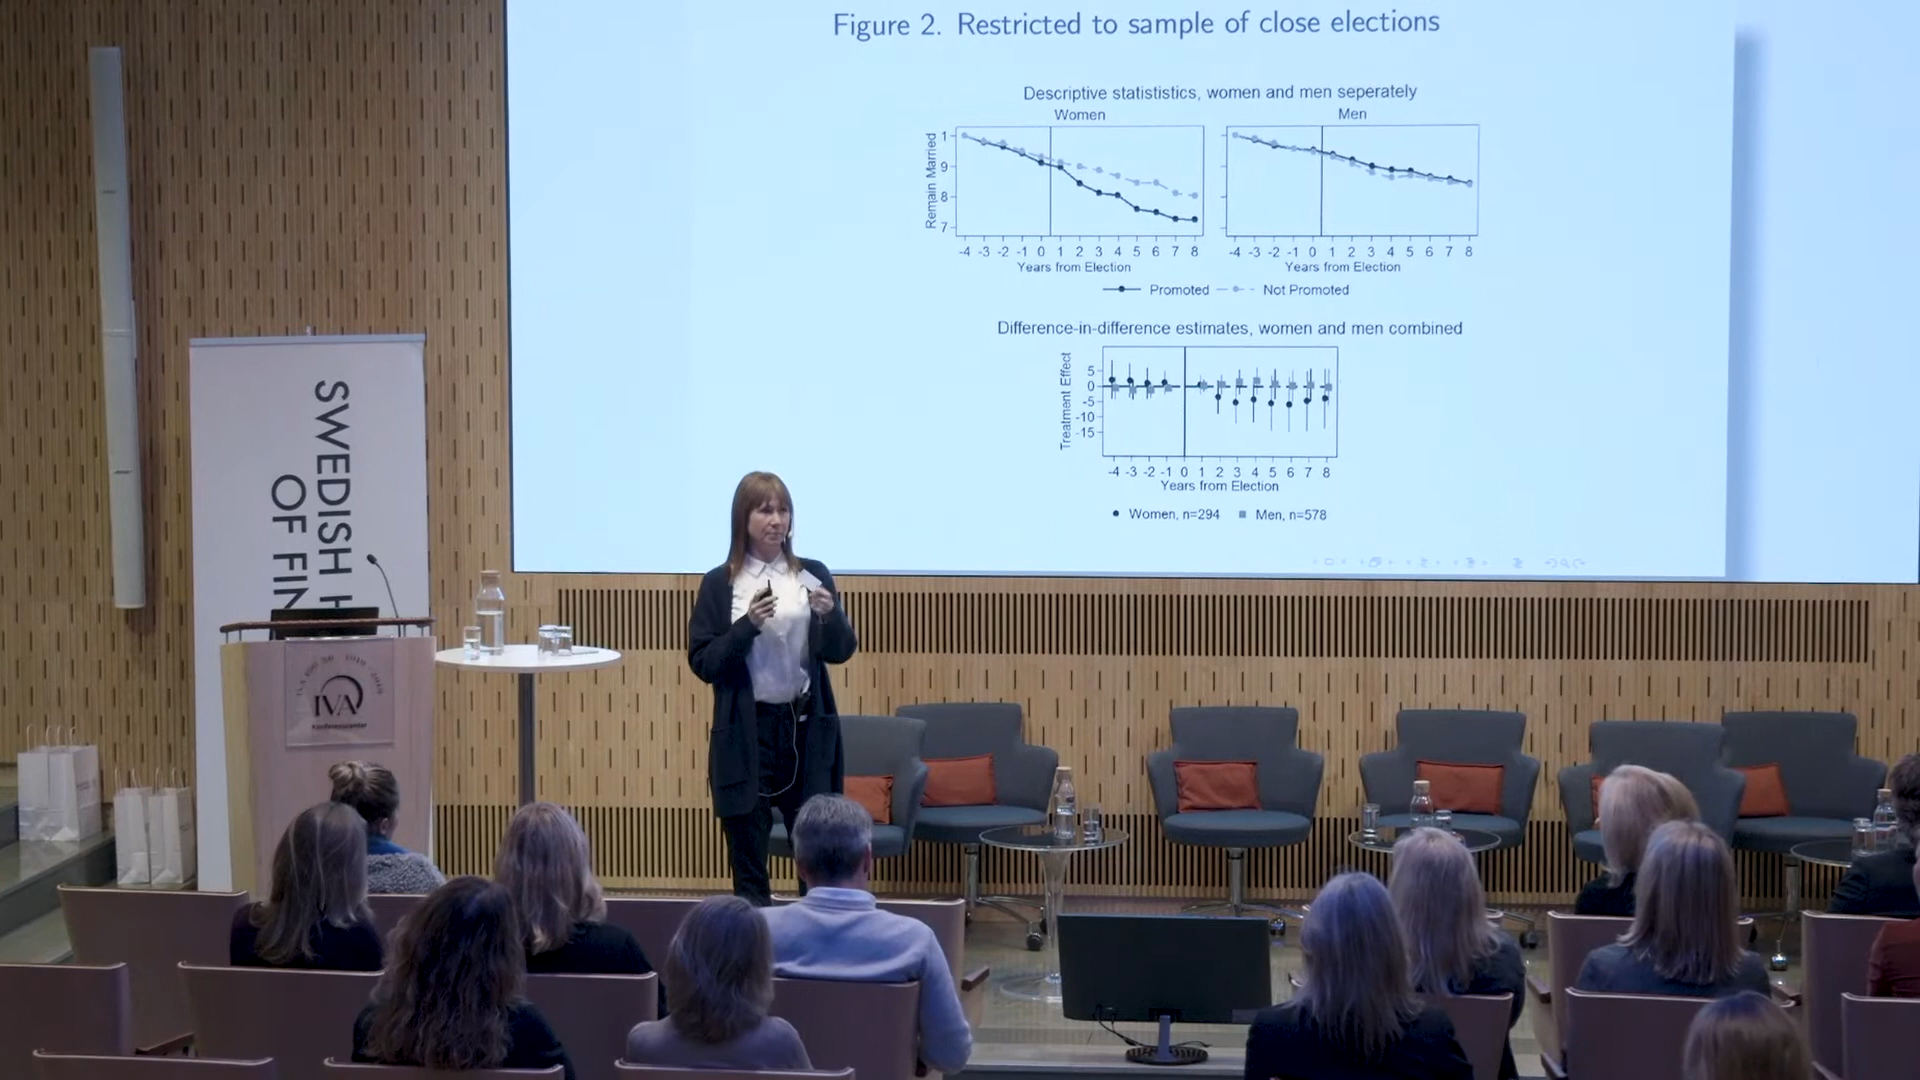 Figure 2. Restricted to sample of close elections
Descriptive statististics, women and men seperately
Women
Men
Remain Married
1
9
8
7
-4 -3 -2 -1 0 1 2 3 4 5 6 7 8
-4 -3 -2 -1 0 1 2 3 4 5 6 7 8
Years from Election
Years from Election
Promoted
Not Promoted
Difference-in-difference estimates, women and men combined
Treatment Effect
5
0
-5
-10
-15
-4 -3 -2 -1 0 1 2 3 4 5 6 7 8
Years from Election
Women, n=294
Men, n=578
SWEDISH H
OF FIN
IVA
Konferenscenter